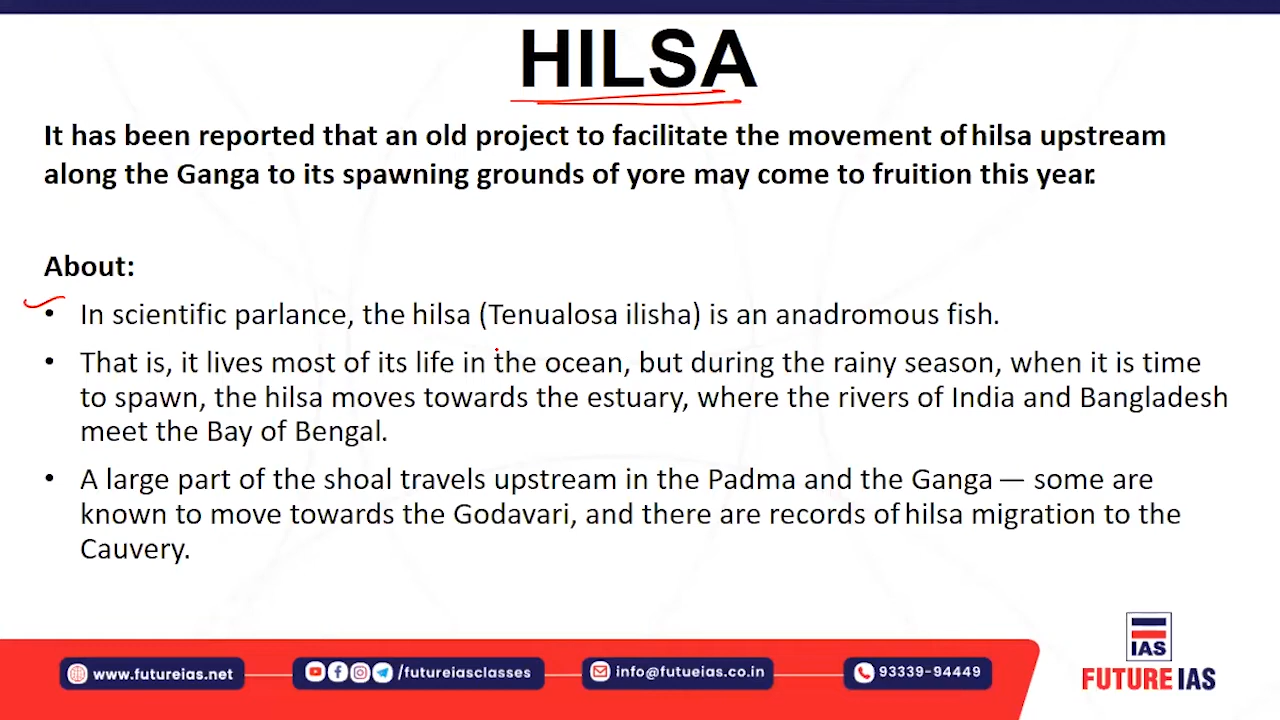 HILSA
It has been reported that an old project to facilitate the movement of hilsa upstream
along the Ganga to its spawning grounds of yore may come to fruition this year.
About:
• In scientific parlance, the hilsa (Tenualosa ilisha) is an anadromous fish.
• That is, it lives most of its life in the ocean, but during the rainy season, when it is time
to spawn, the hilsa moves towards the estuary, where the rivers of India and Bangladesh
meet the Bay of Bengal.
• A large part of the shoal travels upstream in the Padma and the Ganga — some are
known to move towards the Godavari, and there are records of hilsa migration to the
Cauvery.
www.futureias.net
/futureiasclasses
info@futueias.co.in
93339-94449
IAS
FUTURE IAS